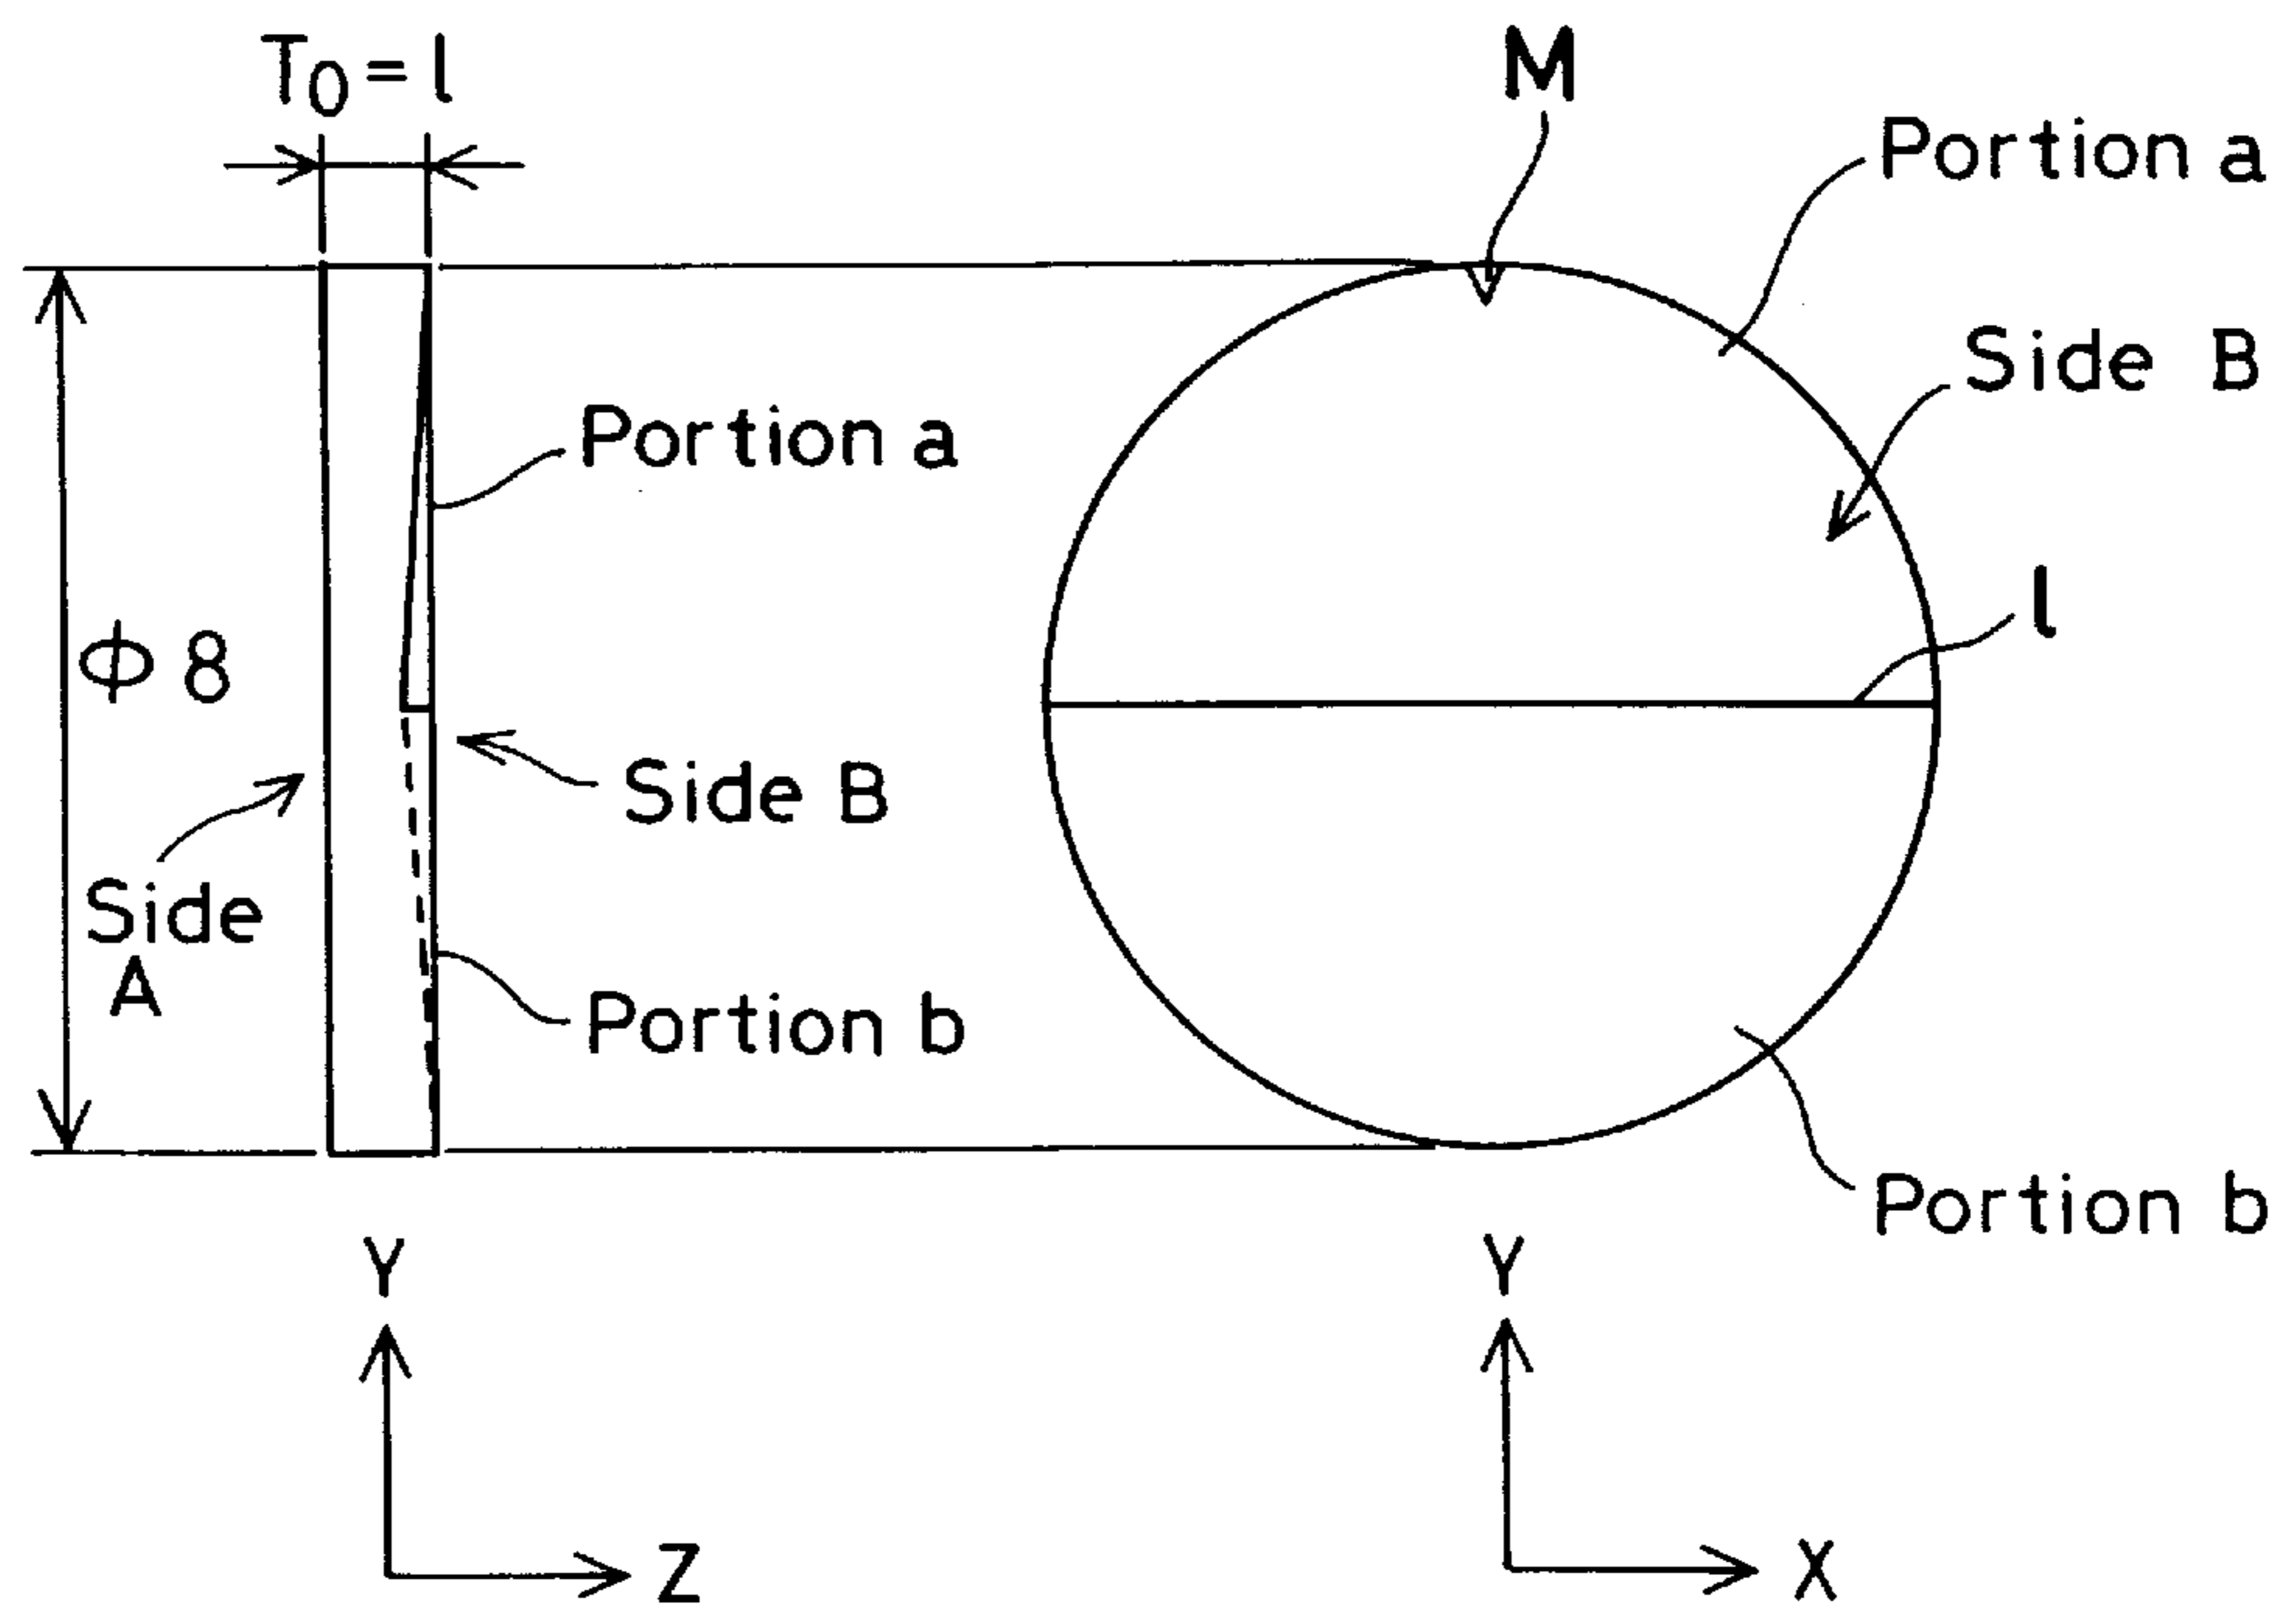 T0=l
M
Portion a
Side B
Portion a
l
φ 8
Side B
Side
A
Portion b
Portion b
Y
Z
Y
X